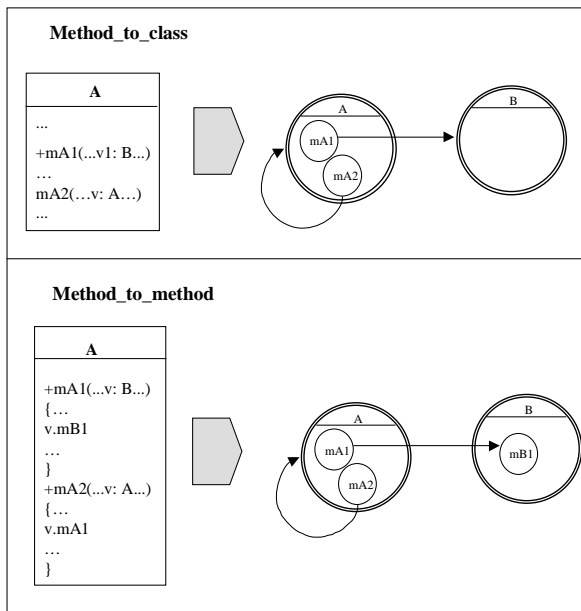 Method_to_class
A
...
+mA1(...v1: B...)
…
mA2(…v: A…)
...
A
mA1
mA2
B
Method_to_method
A
+mA1(...v: B...)
{…
v.mB1
…
}
+mA2(...v: A...)
{…
v.mA1
…
}
A
mA1
mA2
B
mB1